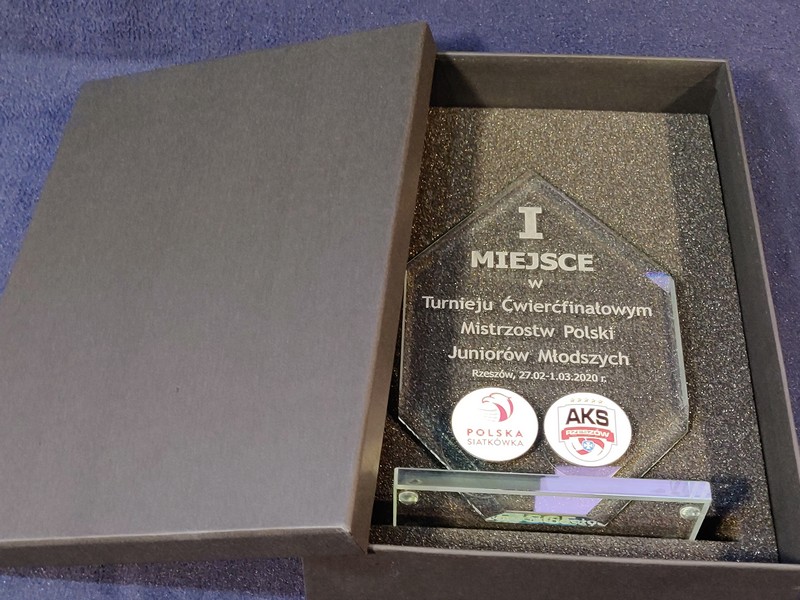 I
MIEJSCE
w
Turnieju Ćwierćfinałowym
Mistrzostw Polski
Juniorów Młodszych
Rzeszów, 27.02-1.03.2020 r.
POLSKA
SIATKÓWKA
AKS
RZESZÓW